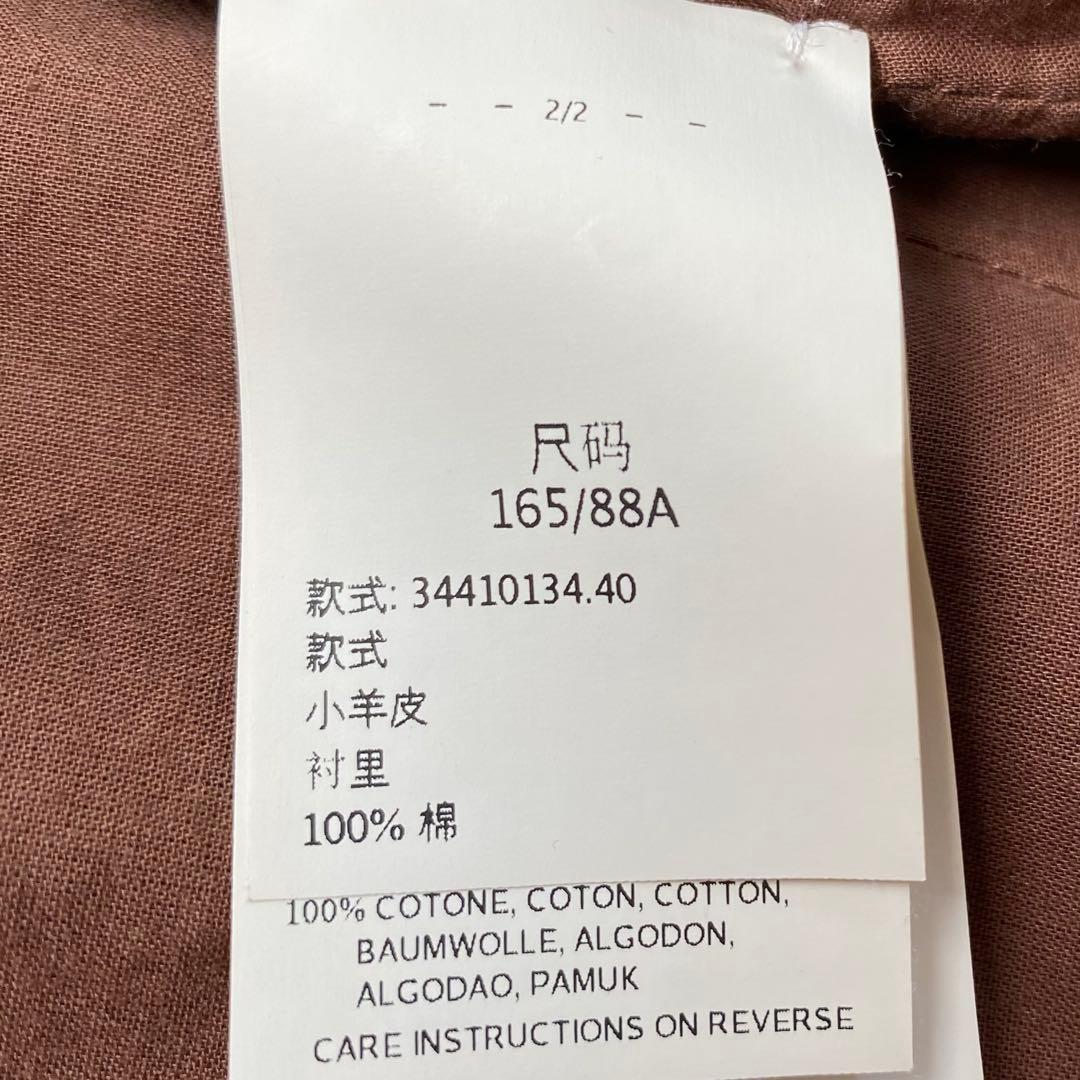 - - 2/2 - -
尺码
165/88A
款式: 34410134.40
款式
小羊皮
衬里
100% 棉
100% COTONE, COTON, COTTON,
BAUMWOLLE, ALGODON,
ALGODAO, PAMUK
CARE INSTRUCTIONS ON REVERSE